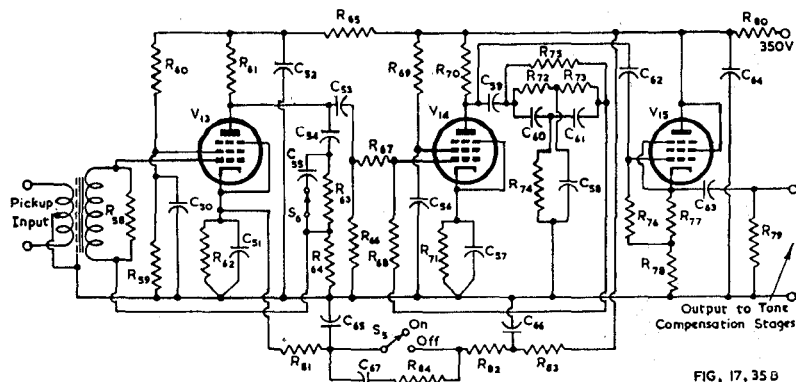 R65
R80
350V
R60
R61
C52
C53
R69
R70
C59
R75
R72
R73
C62
C64
V13
C54
V14
C60
C61
V15
C55
R67
Pickup
Input
R58
C50
R63
S6
C56
R74
C58
R76
R77
C63
R59
R62
C51
R64
R66
R68
R71
C57
R78
R79
C65
S5
On
Off
C66
Output to Tone
Compensation Stages
R81
C67
R84
R82
R83
FIG. 17.35B